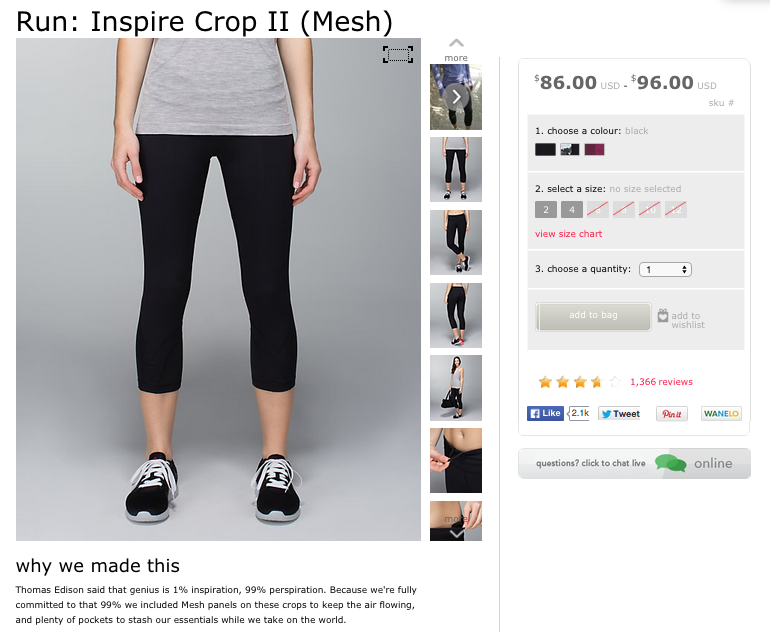 Run: Inspire Crop II (Mesh)
more
$86.00 USD - $96.00 USD
sku #
1. choose a colour: black
2. select a size: no size selected
2 4 6 8 10 12
view size chart
3. choose a quantity: 1
add to bag
add to
wishlist
1,366 reviews
Like 2.1k Tweet Pin it WANELO
questions? click to chat live online
more
why we made this
Thomas Edison said that genius is 1% inspiration, 99% perspiration. Because we're fully
committed to that 99% we included Mesh panels on these crops to keep the air flowing,
and plenty of pockets to stash our essentials while we take on the world.